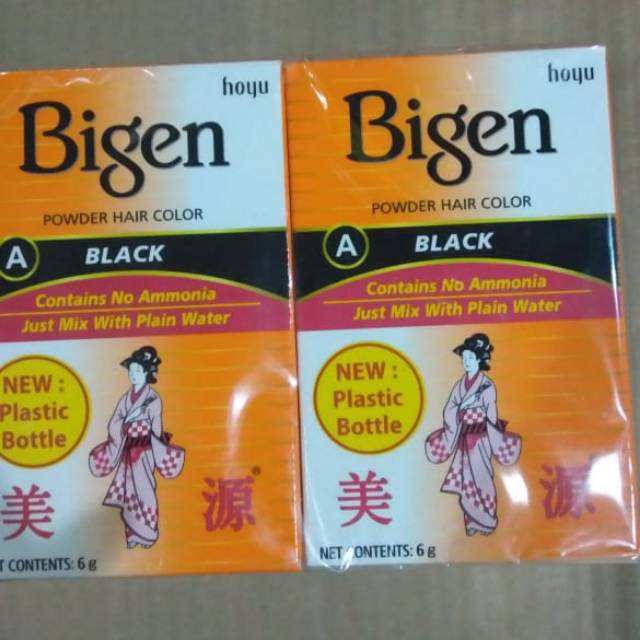 hoyu
Bigen
POWDER HAIR COLOR
A BLACK
Contains No Ammonia
Just Mix With Plain Water
NEW :
Plastic
Bottle
美 源®
T CONTENTS: 6 g
hoyu
Bigen
POWDER HAIR COLOR
A BLACK
Contains No Ammonia
Just Mix With Plain Water
NEW :
Plastic
Bottle
美 源
NET CONTENTS: 6 g